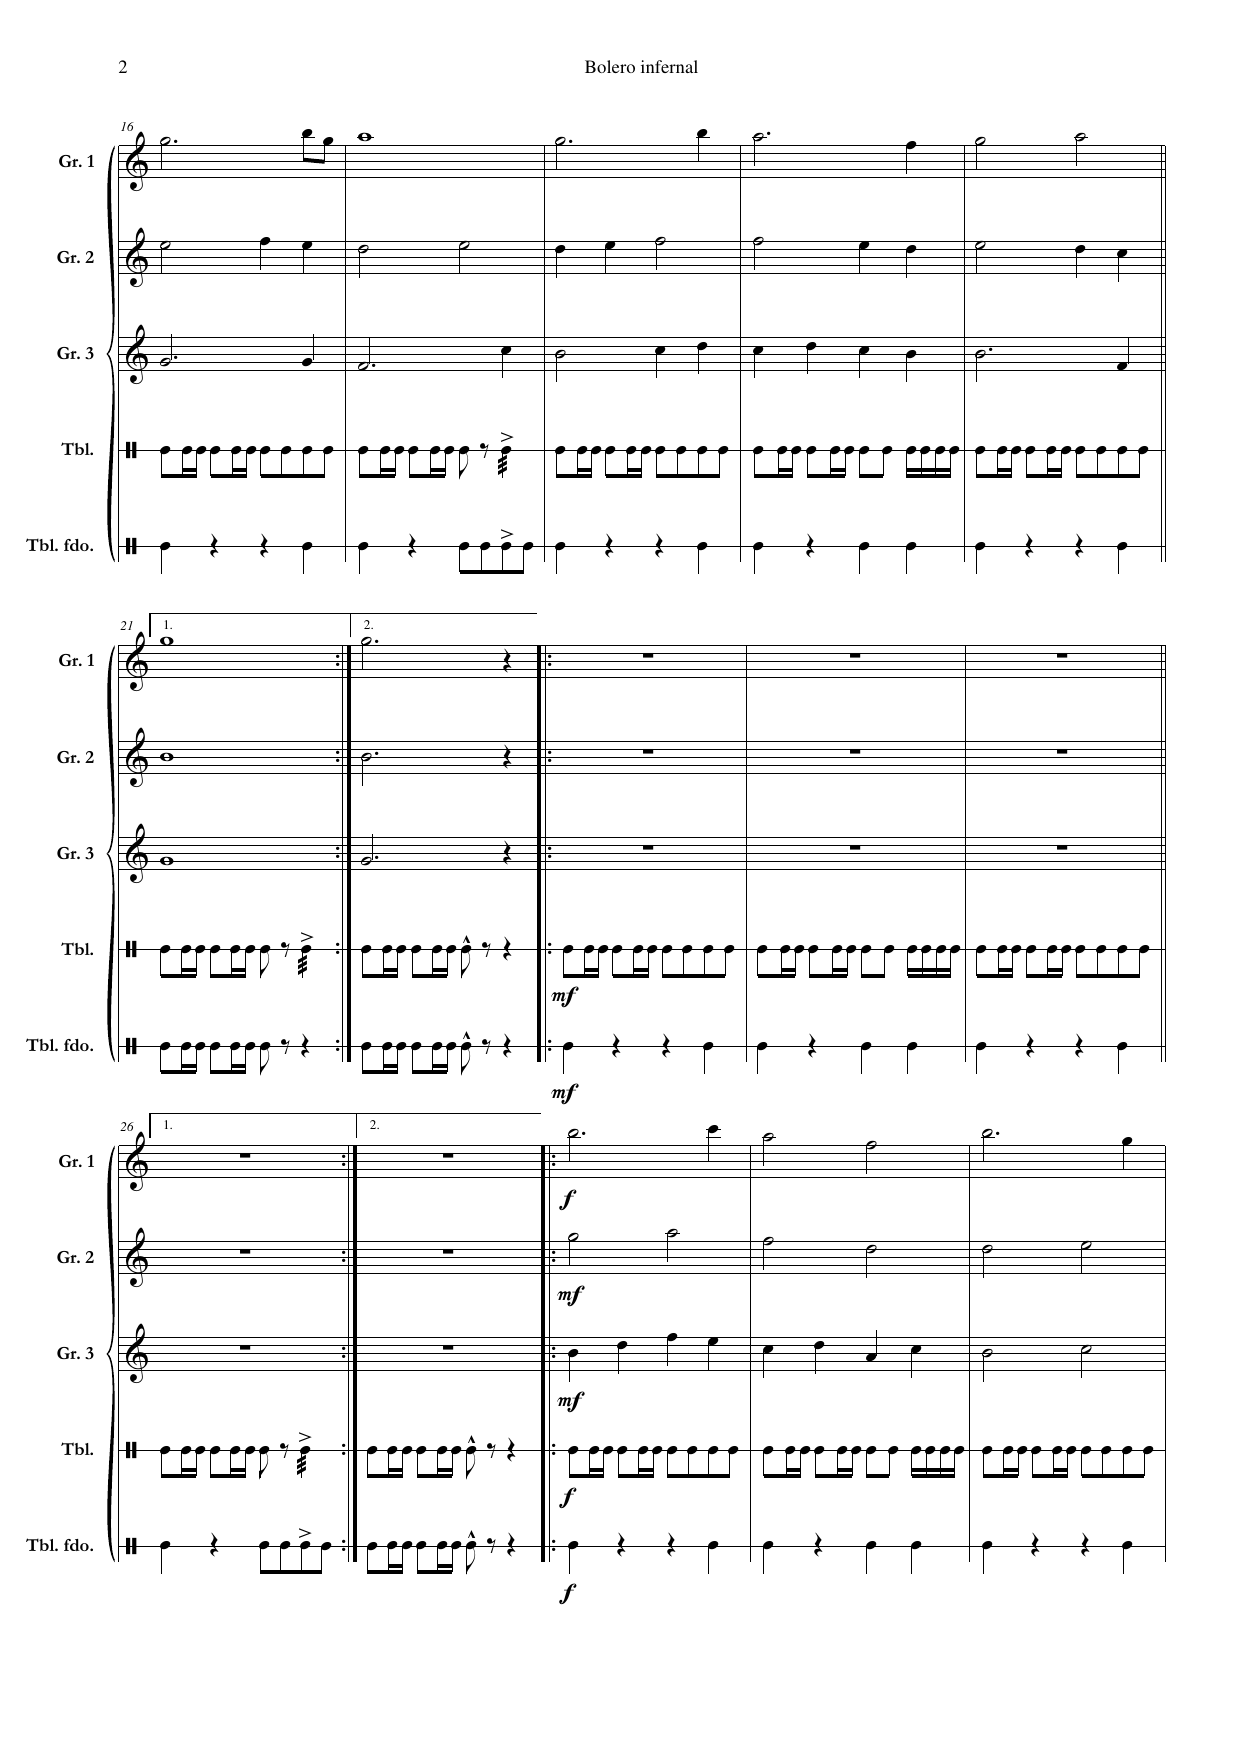 2 Bolero infernal
16
Gr. 1
Gr. 2
Gr. 3
Tbl.
Tbl. fdo.
21 1. 2.
Gr. 1
Gr. 2
Gr. 3
Tbl.
mf
Tbl. fdo.
mf
26 1. 2.
Gr. 1
f
Gr. 2
mf
Gr. 3
mf
Tbl.
f
Tbl. fdo.
f